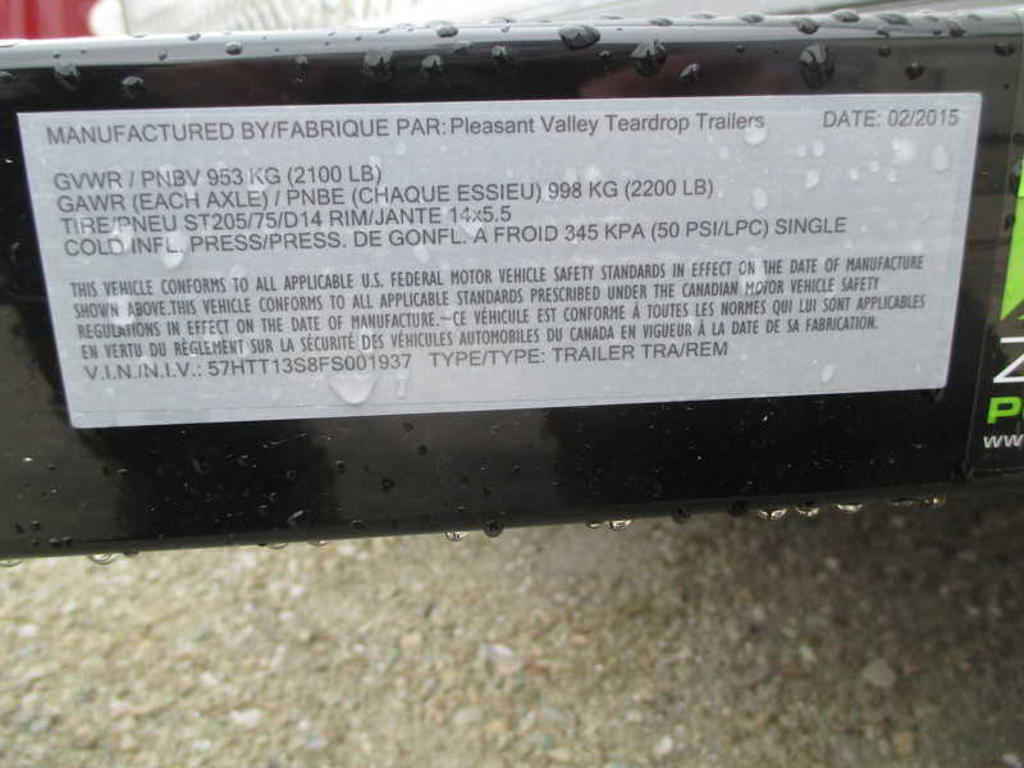 MANUFACTURED BY/FABRIQUE PAR: Pleasant Valley Teardrop Trailers DATE: 02/2015
GVWR / PNBV 953 KG (2100 LB)
GAWR (EACH AXLE) / PNBE (CHAQUE ESSIEU) 998 KG (2200 LB)
TIRE/PNEU ST205/75/D14 RIM/JANTE 14x5.5
COLD INFL. PRESS/PRESS. DE GONFL. A FROID 345 KPA (50 PSI/LPC) SINGLE
THIS VEHICLE CONFORMS TO ALL APPLICABLE U.S. FEDERAL MOTOR VEHICLE SAFETY STANDARDS IN EFFECT ON THE DATE OF MANUFACTURE
SHOWN ABOVE.THIS VEHICLE CONFORMS TO ALL APPLICABLE STANDARDS PRESCRIBED UNDER THE CANADIAN MOTOR VEHICLE SAFETY
REGULATIONS IN EFFECT ON THE DATE OF MANUFACTURE.–CE VÉHICULE EST CONFORME À TOUTES LES NORMES QUI LUI SONT APPLICABLES
EN VERTU DU RÈGLEMENT SUR LA SÉCURITÉ DES VÉHICULES AUTOMOBILES DU CANADA EN VIGUEUR À LA DATE DE SA FABRICATION.
V.I.N./N.I.V.: 57HTT13S8FS001937 TYPE/TYPE: TRAILER TRA/REM